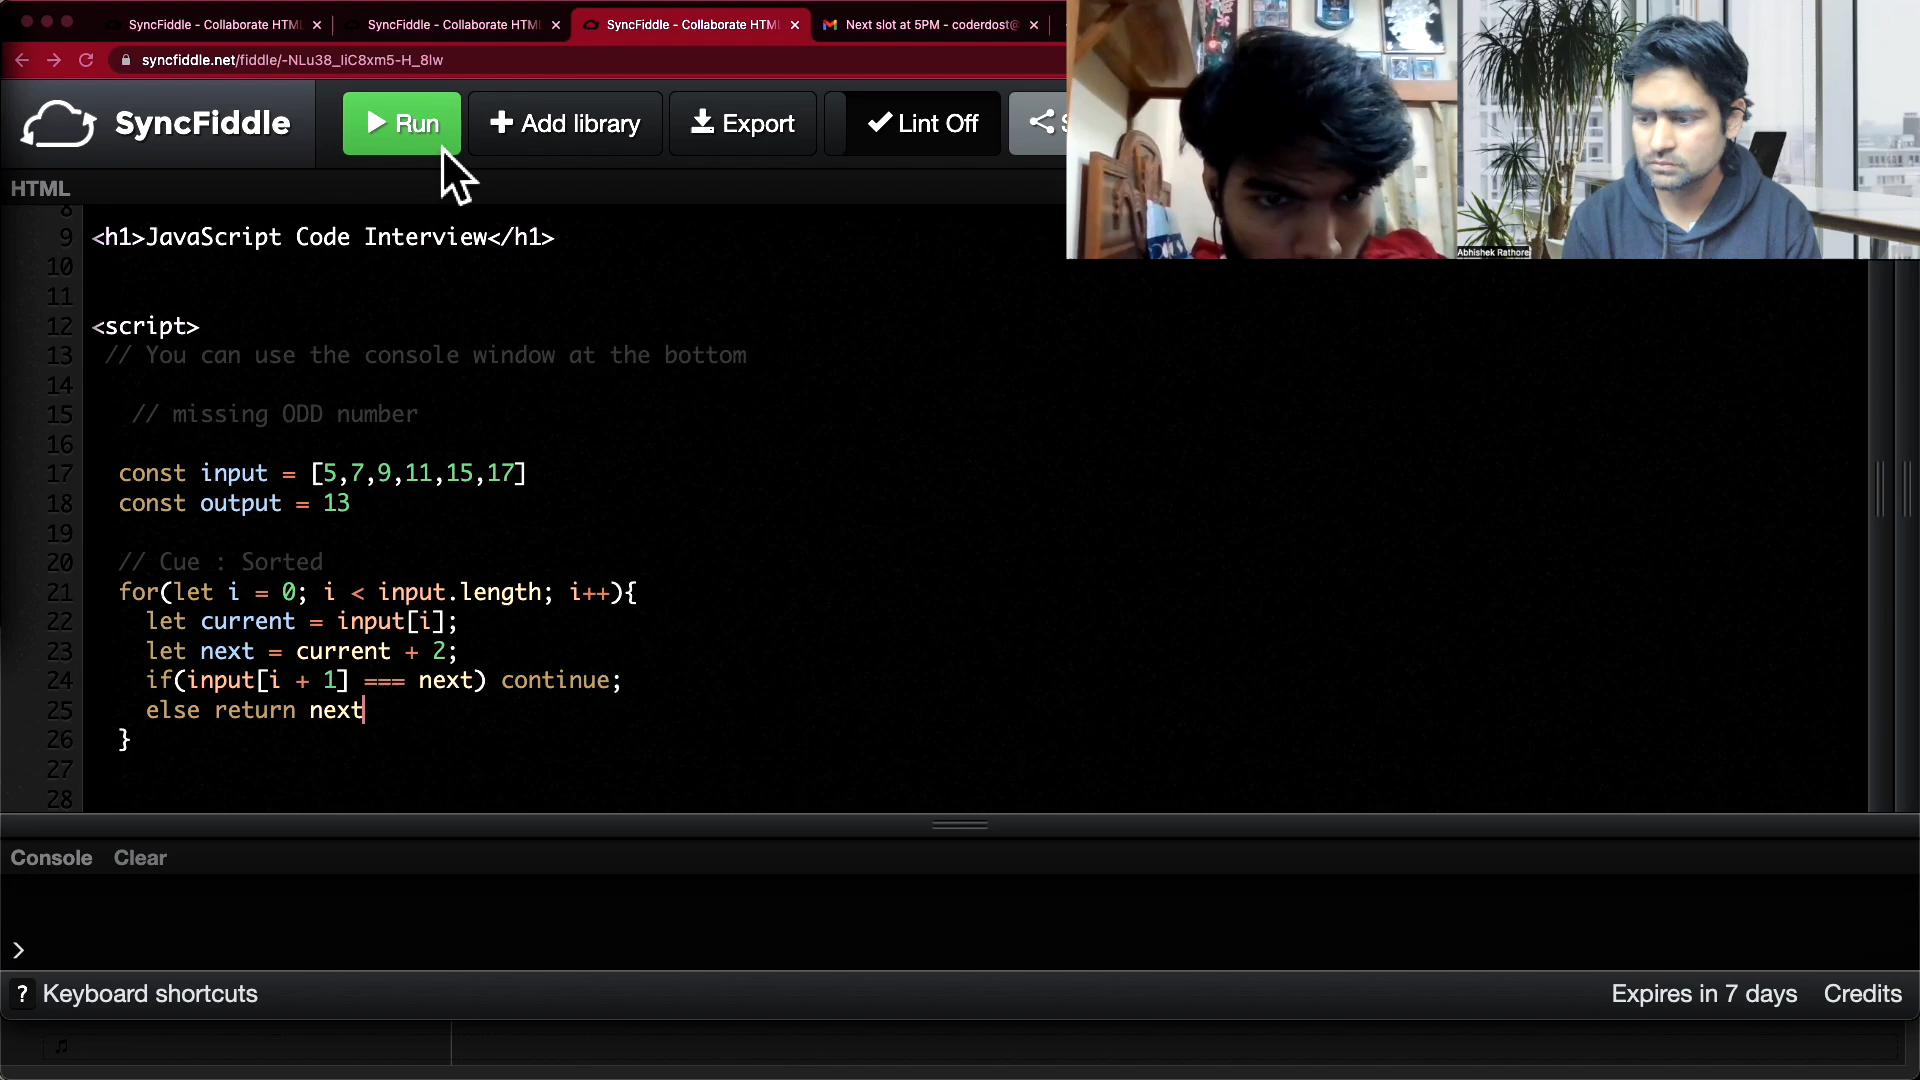 SyncFiddle - Collaborate HTML
SyncFiddle - Collaborate HTML
SyncFiddle - Collaborate HTML
Next slot at 5PM - coderdost@
syncfiddle.net/fiddle/-NLu38_liC8xm5-H_8lw
SyncFiddle
Run
Add library
Export
Lint Off
Abhishek Rathore
HTML
8
9 <h1>JavaScript Code Interview</h1>
10
11
12 <script>
13 // You can use the console window at the bottom
14
15 // missing ODD number
16
17 const input = [5,7,9,11,15,17]
18 const output = 13
19
20 // Cue : Sorted
21 for(let i = 0; i < input.length; i++){
22 let current = input[i];
23 let next = current + 2;
24 if(input[i + 1] === next) continue;
25 else return next
26 }
27
28
Console Clear
>
? Keyboard shortcuts
Expires in 7 days Credits